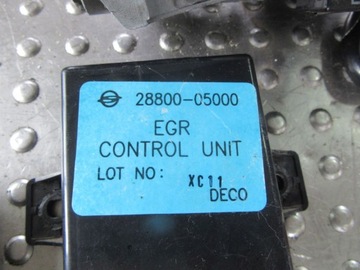 28800-05000
EGR
CONTROL UNIT
LOT NO: XC11
DECO